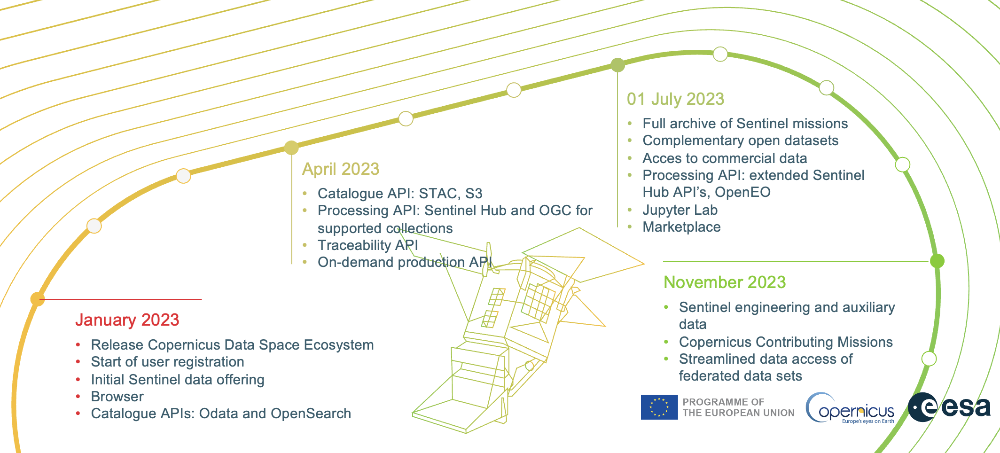 January 2023
• Release Copernicus Data Space Ecosystem
• Start of user registration
• Initial Sentinel data offering
• Browser
• Catalogue APIs: Odata and OpenSearch
April 2023
• Catalogue API: STAC, S3
• Processing API: Sentinel Hub and OGC for
supported collections
• Traceability API
• On-demand production API
01 July 2023
• Full archive of Sentinel missions
• Complementary open datasets
• Acces to commercial data
• Processing API: extended Sentinel
Hub API’s, OpenEO
• Jupyter Lab
• Marketplace
November 2023
• Sentinel engineering and auxiliary
data
• Copernicus Contributing Missions
• Streamlined data access of
federated data sets
PROGRAMME OF
THE EUROPEAN UNION
Copernicus
Europe's eyes on Earth
esa